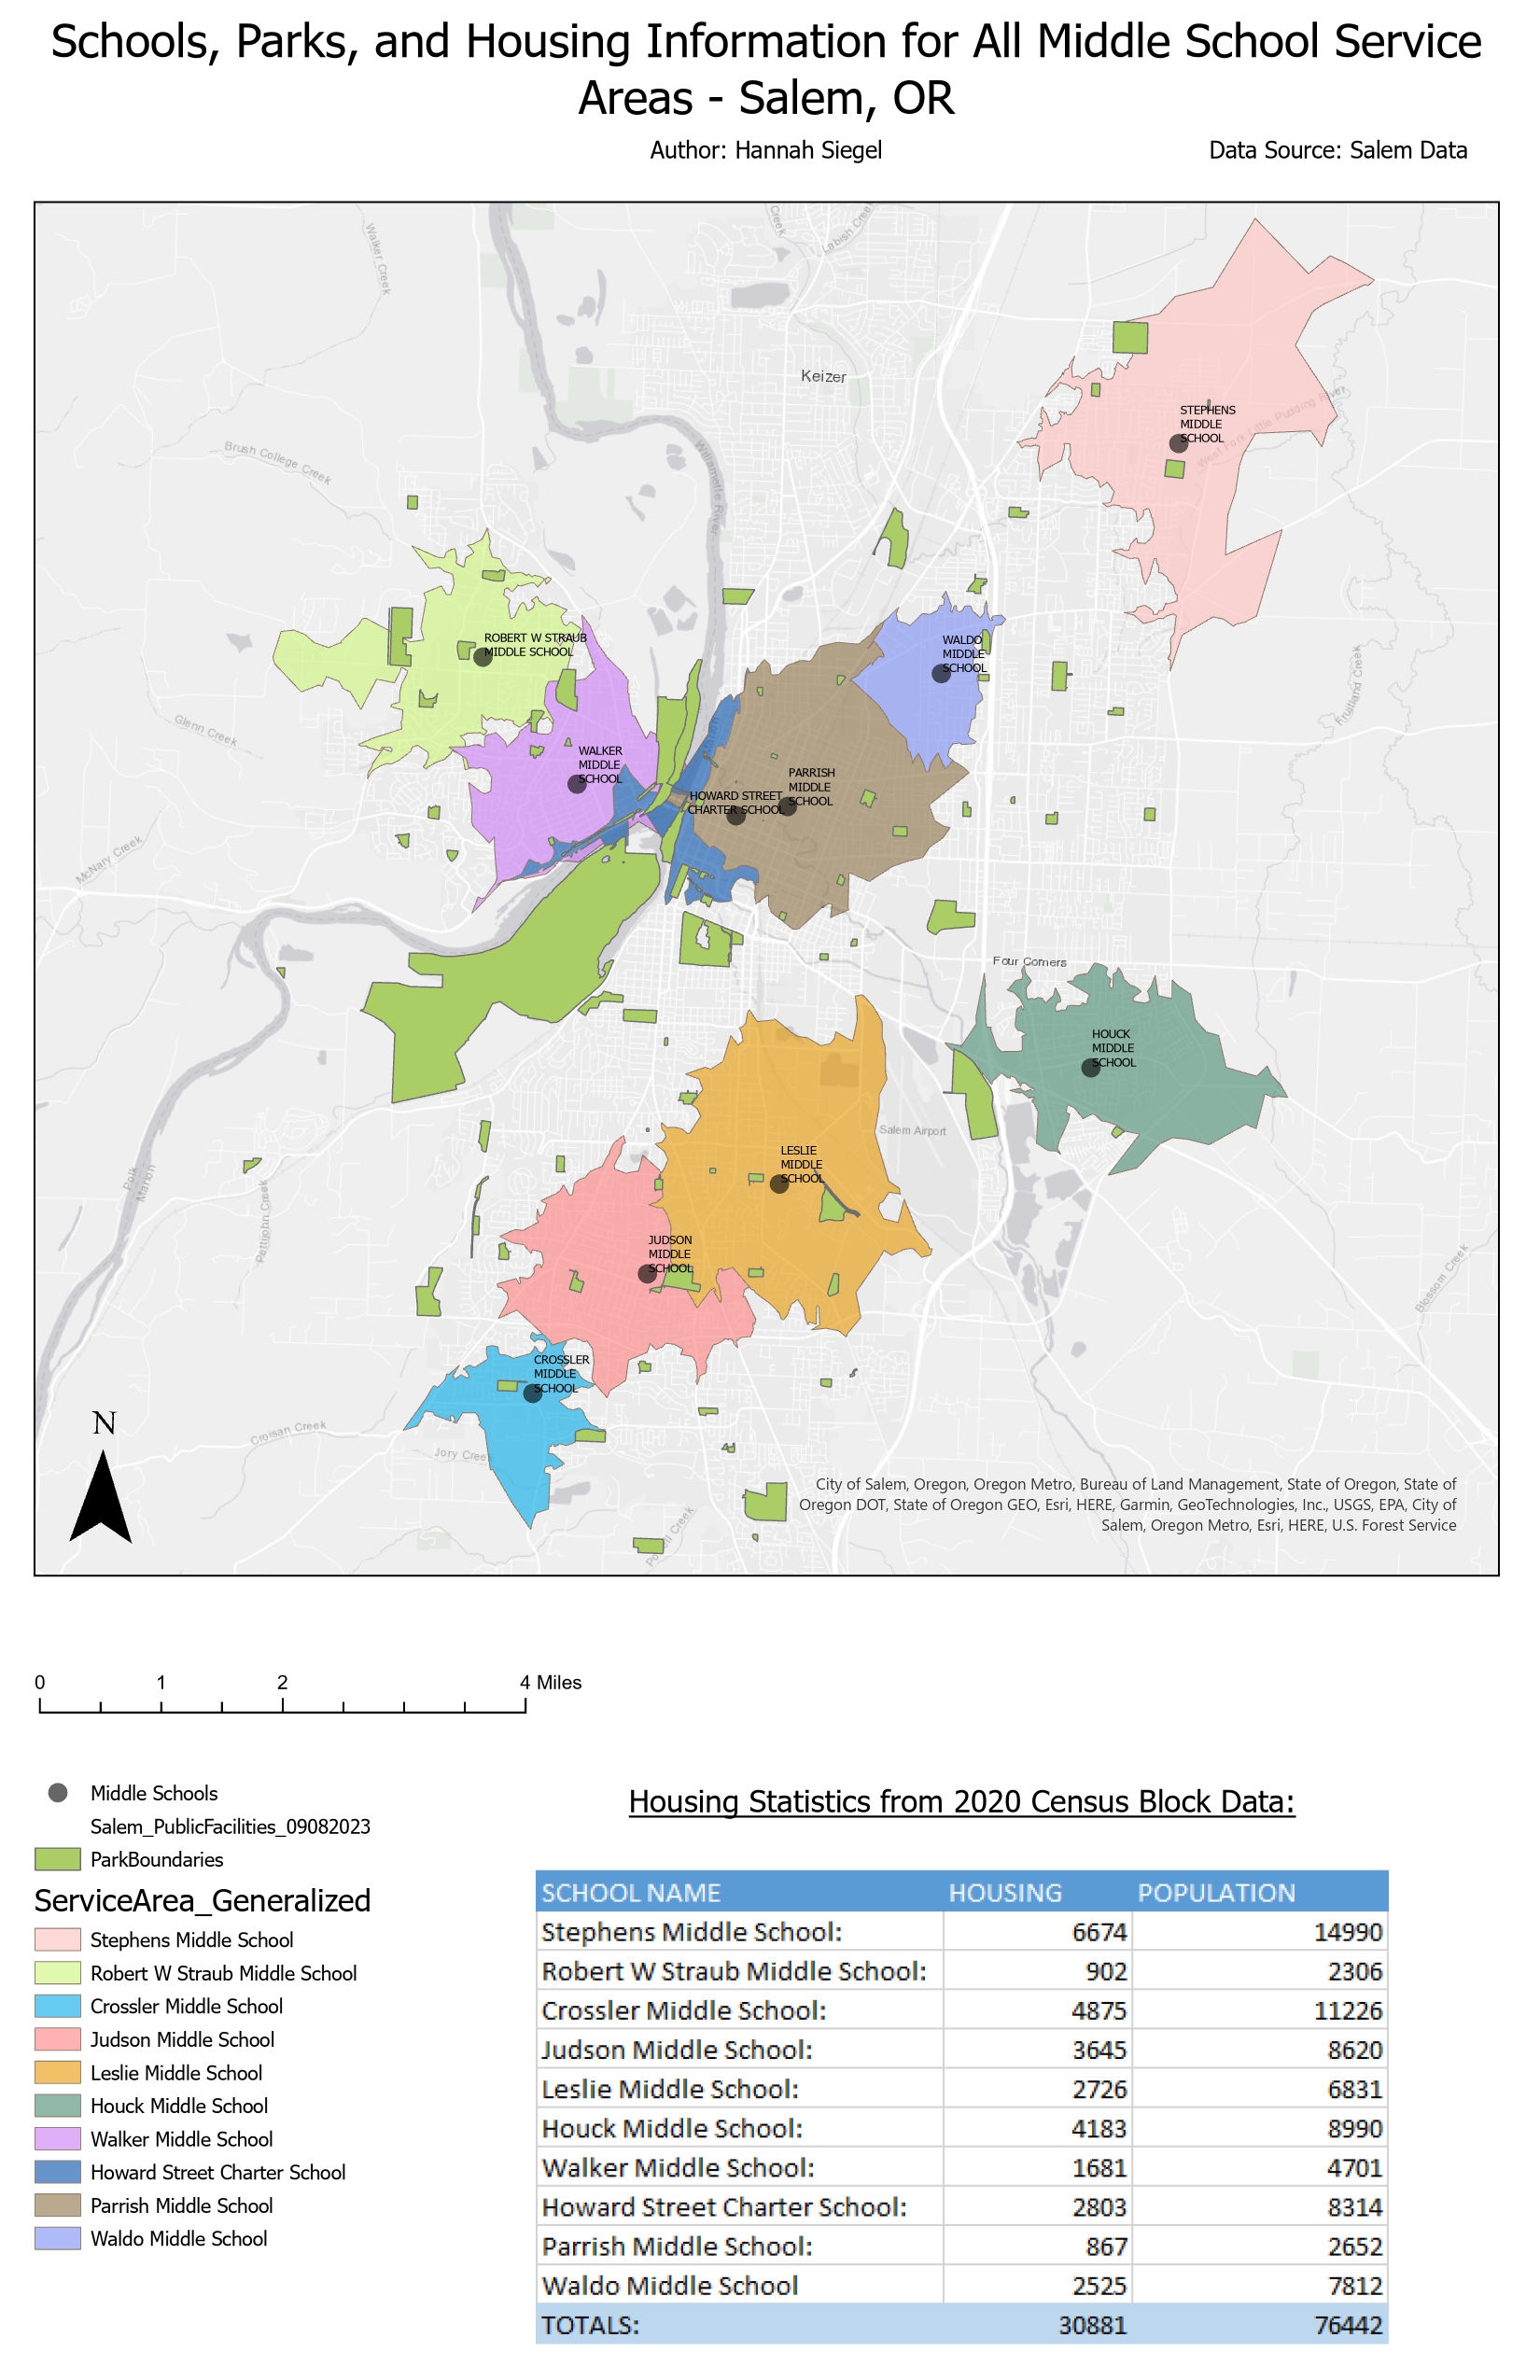 Schools, Parks, and Housing Information for All Middle School Service
Areas - Salem, OR
Author: Hannah Siegel
Data Source: Salem Data
Walker Creek
Creek
Labish Creek
Keizer
STEPHENS
MIDDLE
SCHOOL
West Fork Little Pudding River
Brush College Creek
Willamette River
ROBERT W STRAUB
MIDDLE SCHOOL
WALDO
MIDDLE
SCHOOL
Fruitland Creek
Glenn Creek
WALKER
MIDDLE
SCHOOL
PARRISH
MIDDLE
SCHOOL
HOWARD STREET
CHARTER SCHOOL
McNary Creek
Four Corners
HOUCK
MIDDLE
SCHOOL
Salem Airport
LESLIE
MIDDLE
SCHOOL
Polk
Marion
Pettijohn Creek
JUDSON
MIDDLE
SCHOOL
Blossom Creek
CROSSLER
MIDDLE
SCHOOL
N
Croisan Creek
Jory Creek
City of Salem, Oregon, Oregon Metro, Bureau of Land Management, State of Oregon, State of
Oregon DOT, State of Oregon GEO, Esri, HERE, Garmin, GeoTechnologies, Inc., USGS, EPA, City of
Salem, Oregon Metro, Esri, HERE, U.S. Forest Service
Creek
0 1 2 4 Miles
Middle Schools
Salem_PublicFacilities_09082023
ParkBoundaries
ServiceArea_Generalized
Stephens Middle School
Robert W Straub Middle School
Crossler Middle School
Judson Middle School
Leslie Middle School
Houck Middle School
Walker Middle School
Howard Street Charter School
Parrish Middle School
Waldo Middle School
Housing Statistics from 2020 Census Block Data:
SCHOOL NAME HOUSING POPULATION
Stephens Middle School: 6674 14990
Robert W Straub Middle School: 902 2306
Crossler Middle School: 4875 11226
Judson Middle School: 3645 8620
Leslie Middle School: 2726 6831
Houck Middle School: 4183 8990
Walker Middle School: 1681 4701
Howard Street Charter School: 2803 8314
Parrish Middle School: 867 2652
Waldo Middle School 2525 7812
TOTALS: 30881 76442